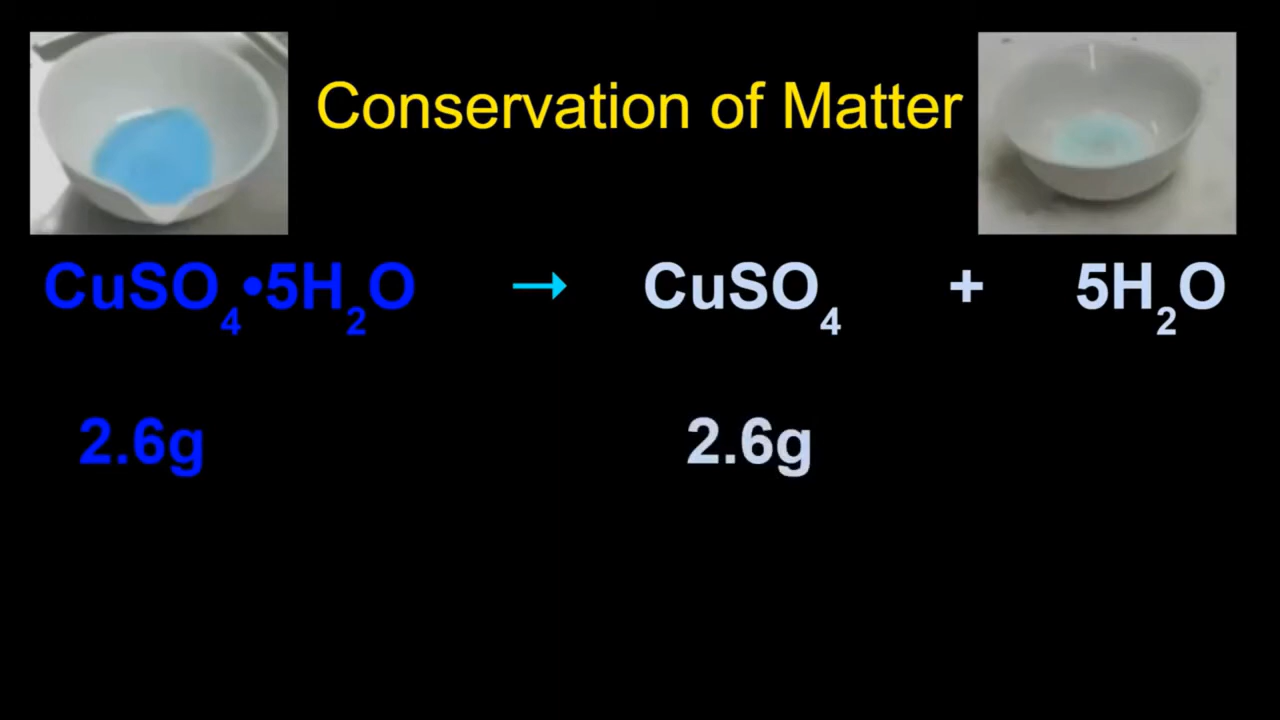 Conservation of Matter
CuSO₄•5H₂O → CuSO₄ + 5H₂O
2.6g 2.6g